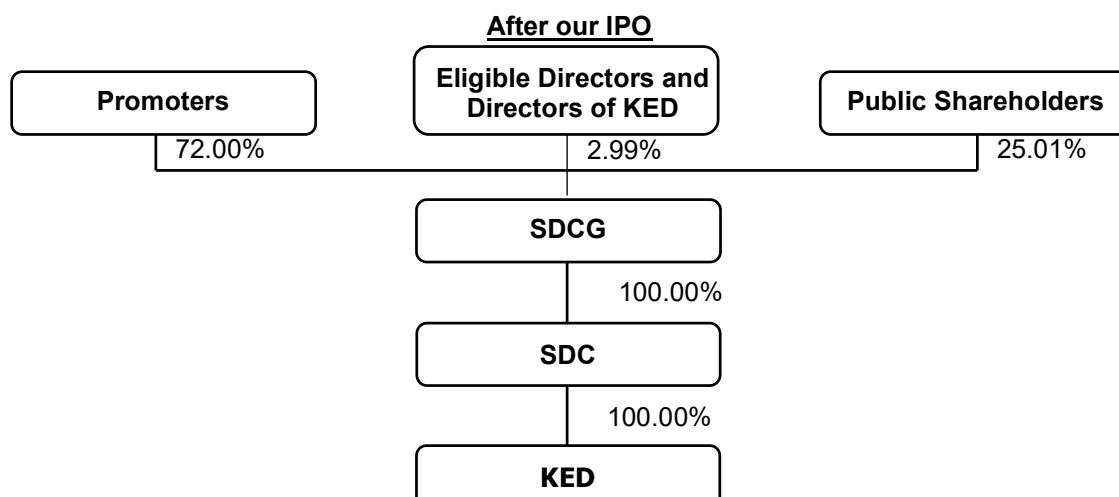 After our IPO
Promoters
Eligible Directors and
Directors of KED
Public Shareholders
72.00%
2.99%
25.01%
SDCG
100.00%
SDC
100.00%
KED